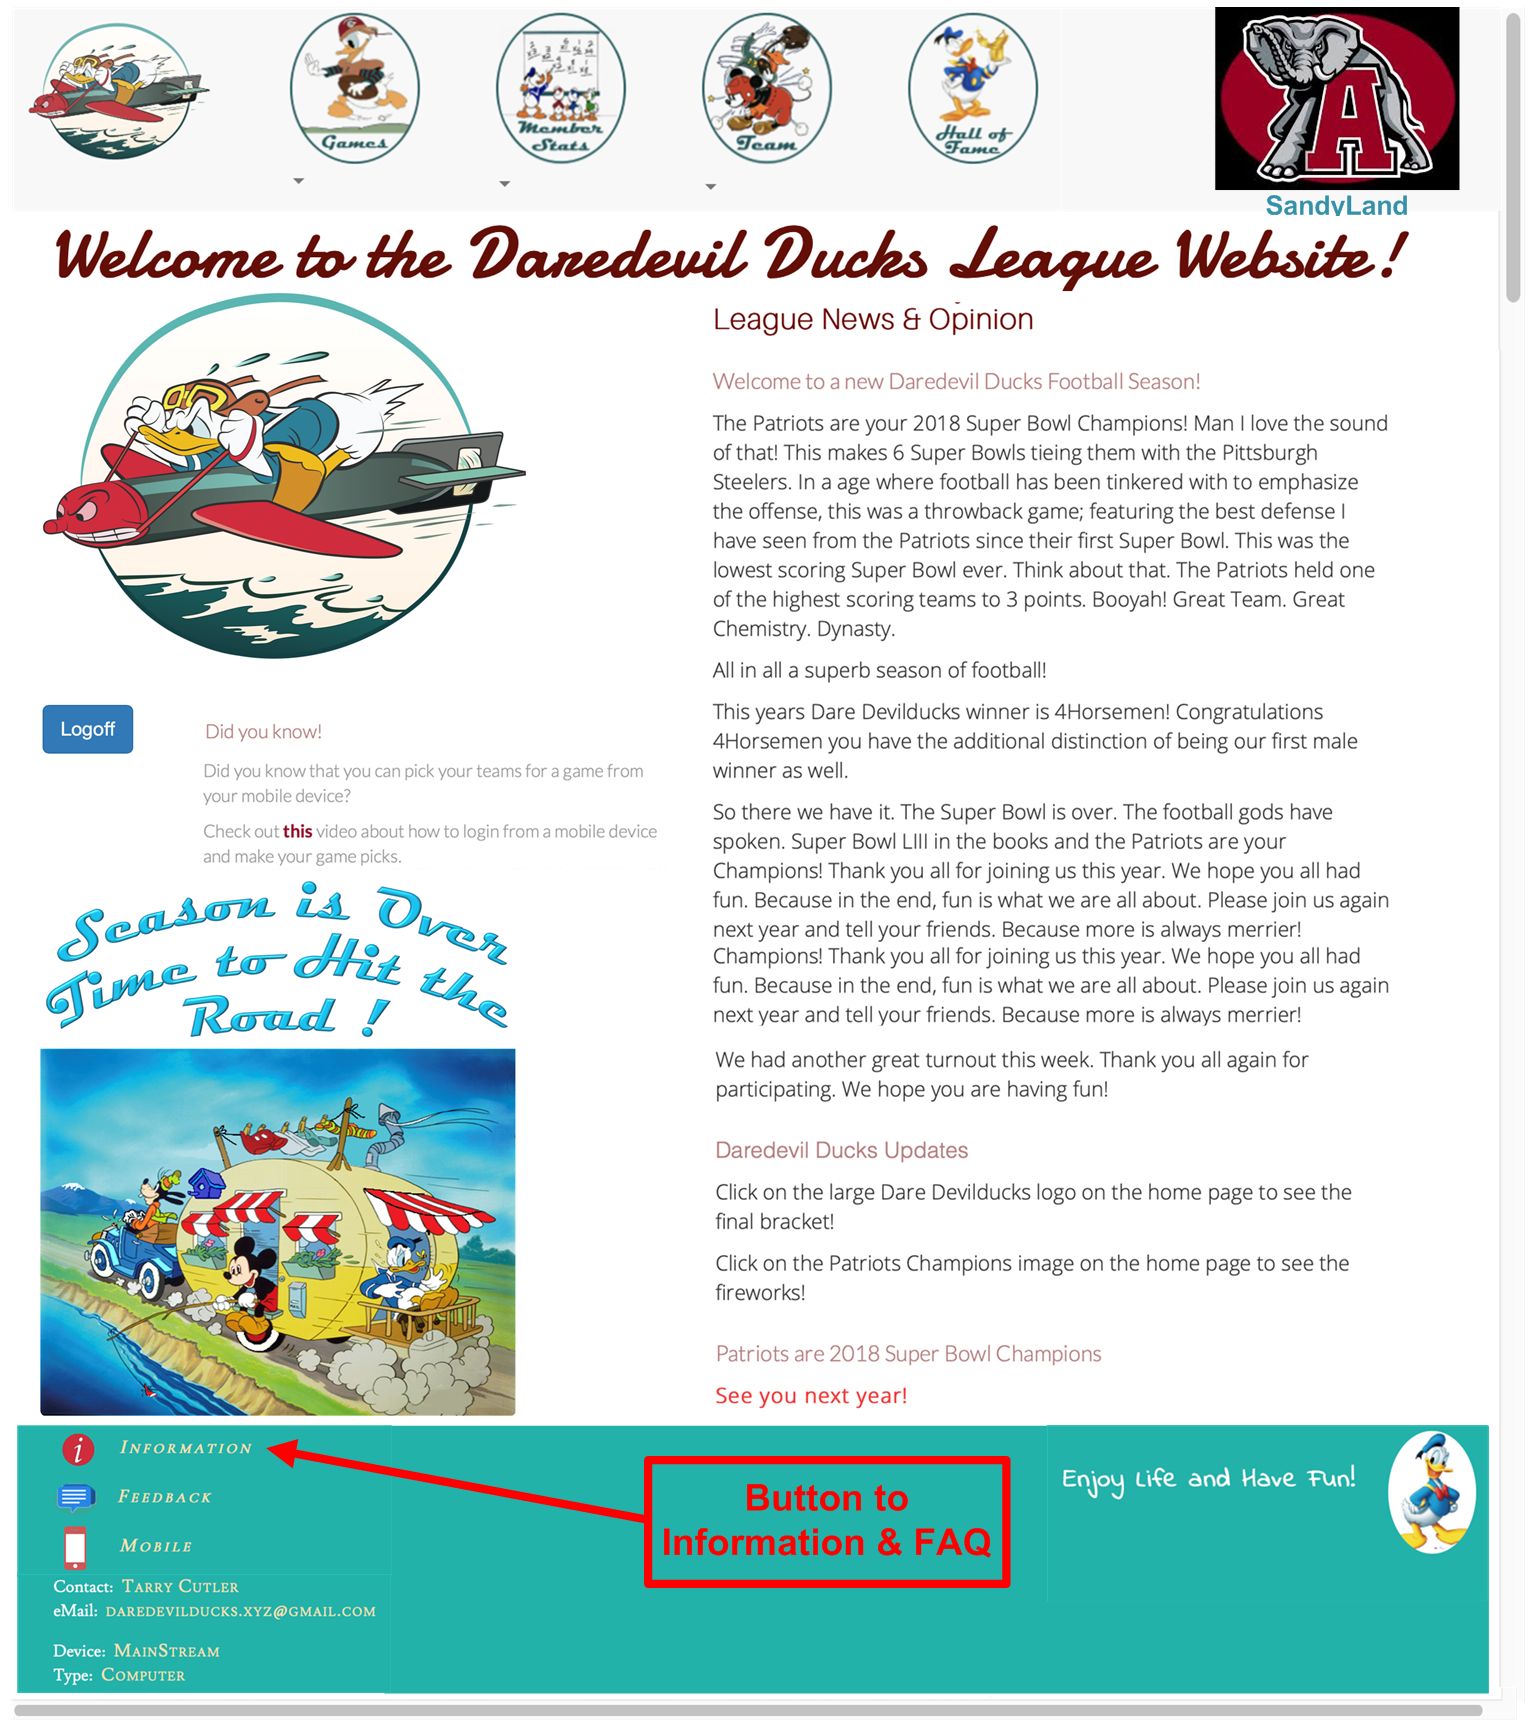 Games
Member
Stats
Team
Hall of
Fame
A
SandyLand
Welcome to the Daredevil Ducks League Website!
Logoff
Did you know!
Did you know that you can pick your teams for a game from
your mobile device?
Check out this video about how to login from a mobile device
and make your game picks.
Season is Over
Time to Hit the
Road !
League News & Opinion
Welcome to a new Daredevil Ducks Football Season!
The Patriots are your 2018 Super Bowl Champions! Man I love the sound
of that! This makes 6 Super Bowls tieing them with the Pittsburgh
Steelers. In a age where football has been tinkered with to emphasize
the offense, this was a throwback game; featuring the best defense I
have seen from the Patriots since their first Super Bowl. This was the
lowest scoring Super Bowl ever. Think about that. The Patriots held one
of the highest scoring teams to 3 points. Booyah! Great Team. Great
Chemistry. Dynasty.
All in all a superb season of football!
This years Dare Devilducks winner is 4Horsemen! Congratulations
4Horsemen you have the additional distinction of being our first male
winner as well.
So there we have it. The Super Bowl is over. The football gods have
spoken. Super Bowl LIII in the books and the Patriots are your
Champions! Thank you all for joining us this year. We hope you all had
fun. Because in the end, fun is what we are all about. Please join us again
next year and tell your friends. Because more is always merrier!
Champions! Thank you all for joining us this year. We hope you all had
fun. Because in the end, fun is what we are all about. Please join us again
next year and tell your friends. Because more is always merrier!
We had another great turnout this week. Thank you all again for
participating. We hope you are having fun!
Daredevil Ducks Updates
Click on the large Dare Devilducks logo on the home page to see the
final bracket!
Click on the Patriots Champions image on the home page to see the
fireworks!
Patriots are 2018 Super Bowl Champions
See you next year!
i Information
Feedback
Mobile
Contact: Tarry Cutler
eMail: daredevilducks.xyz@gmail.com
Device: MainStream
Type: Computer
Button to
Information & FAQ
Enjoy Life and Have Fun!